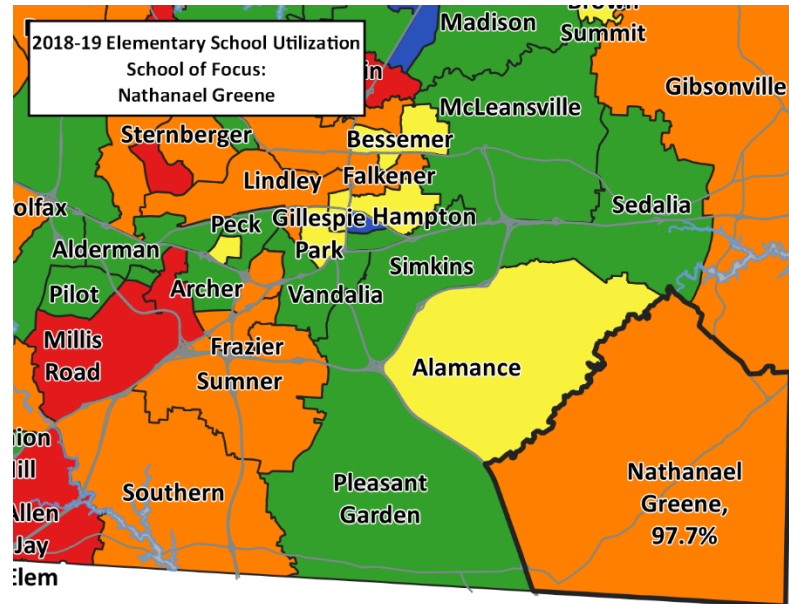 2018-19 Elementary School Utilization
School of Focus:
Nathanael Greene
Madison
Summit
Gibsonville
McLeansville
Sternberger
Bessemer
Lindley
Falkener
Sedalia
Peck
Gillespie
Hampton
Park
Alderman
Simkins
Pilot
Archer
Vandalia
Millis
Road
Frazier
Sumner
Alamance
Southern
Pleasant
Garden
Nathanael
Greene,
97.7%
Allen
Jay
Elem